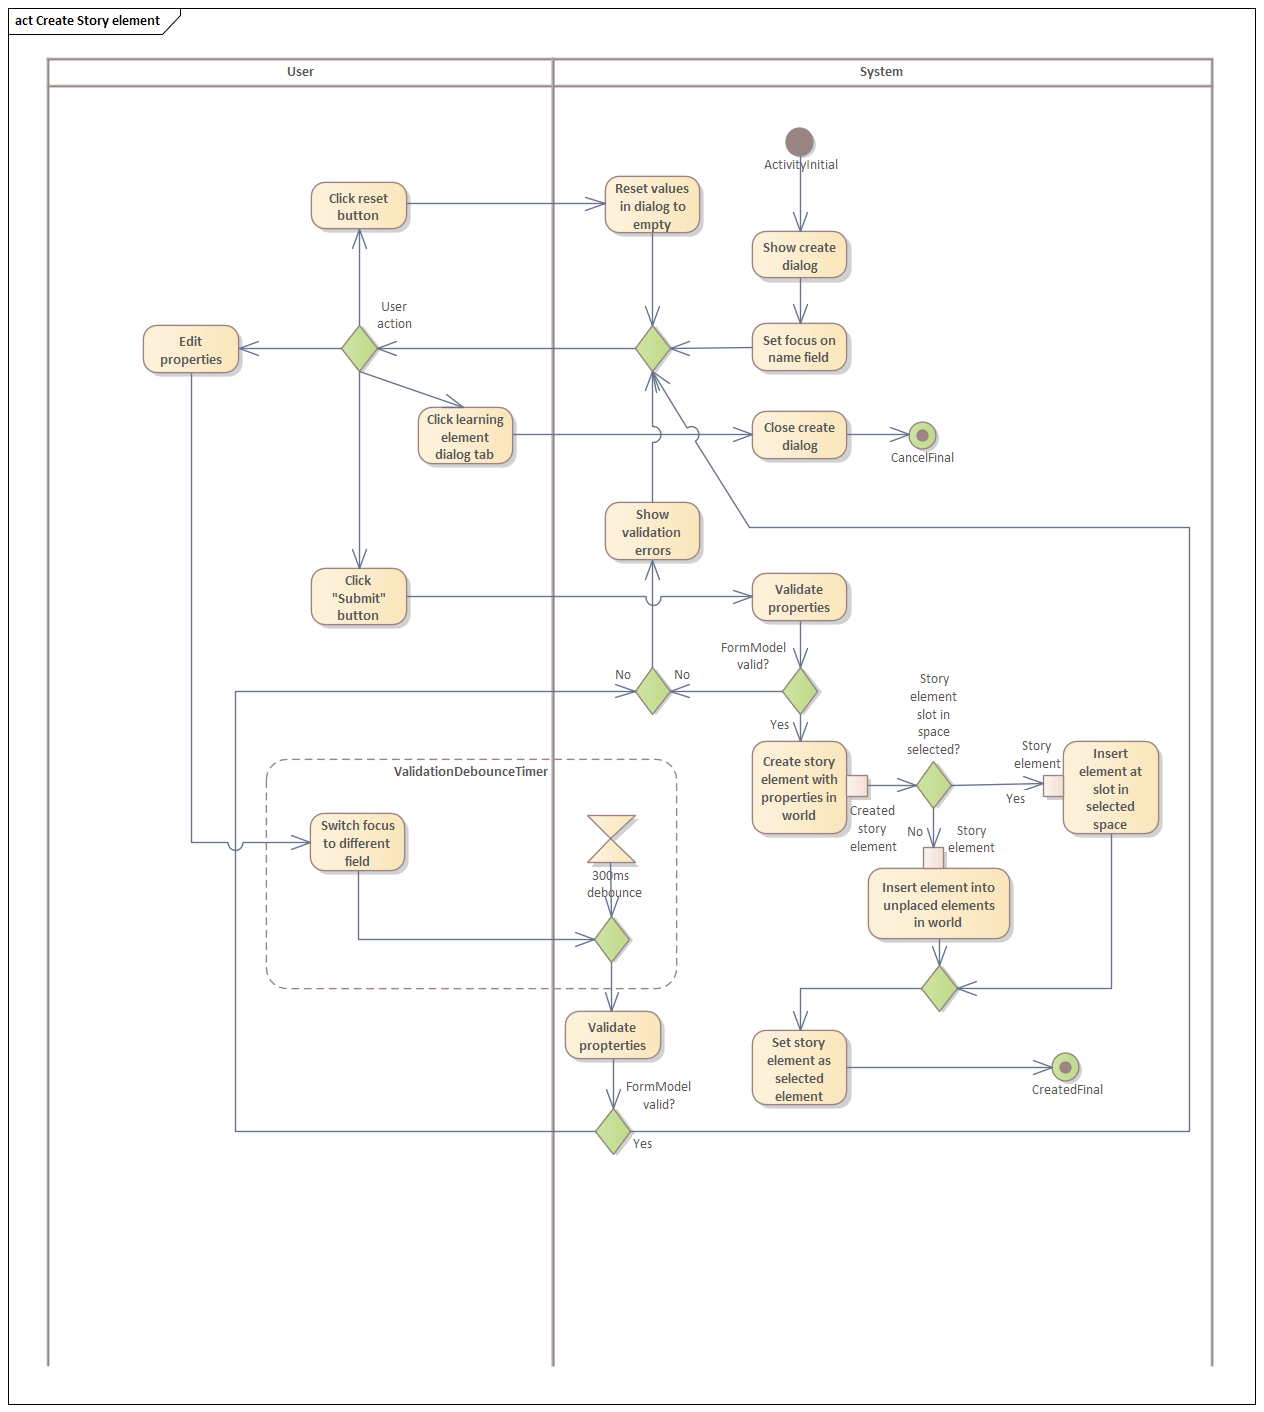 act Create Story element
User
System
ActivityInitial
Click reset
button
Reset values
in dialog to
empty
Show create
dialog
User
action
Edit
properties
Set focus on
name field
Click learning
element
dialog tab
Close create
dialog
CancelFinal
Show
validation
errors
Click
"Submit"
button
Validate
properties
FormModel
valid?
No
No
Story
element
slot in
space
selected?
Yes
Create story
element with
properties in
world
Story
element
Insert
element at
slot in
selected
space
Yes
Created
story
element
No
Story
element
ValidationDebounceTimer
Switch focus
to different
field
300ms
debounce
Insert element into
unplaced elements
in world
Validate
propterties
Set story
element as
selected
element
FormModel
valid?
CreatedFinal
Yes